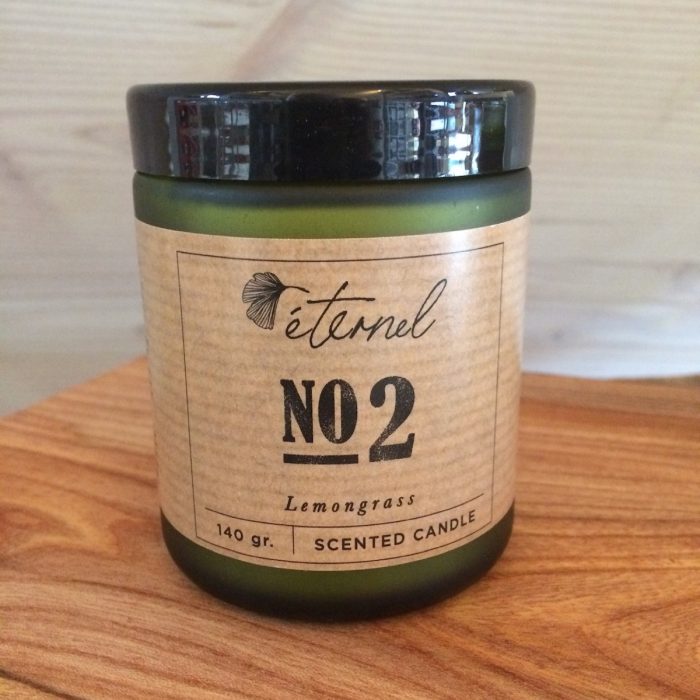 éternel
NO 2
Lemongrass
140 gr. SCENTED CANDLE